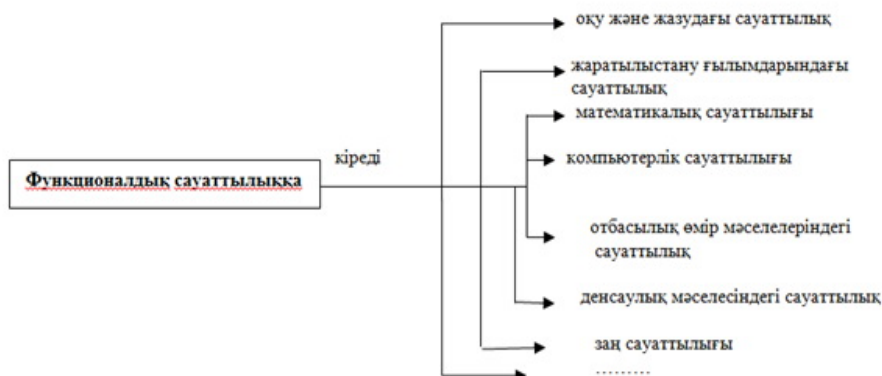 оқу және жазудағы сауаттылық
жаратылыстану ғылымдарындағы
сауаттылық
математикалық сауаттылығы
кіреді
компьютерлік сауаттылығы
Функционалдық сауаттылыққа
отбасылық өмір мәселелеріндегі
сауаттылық
денсаулық мәселесіндегі сауаттылық
заң сауаттылығы
.........